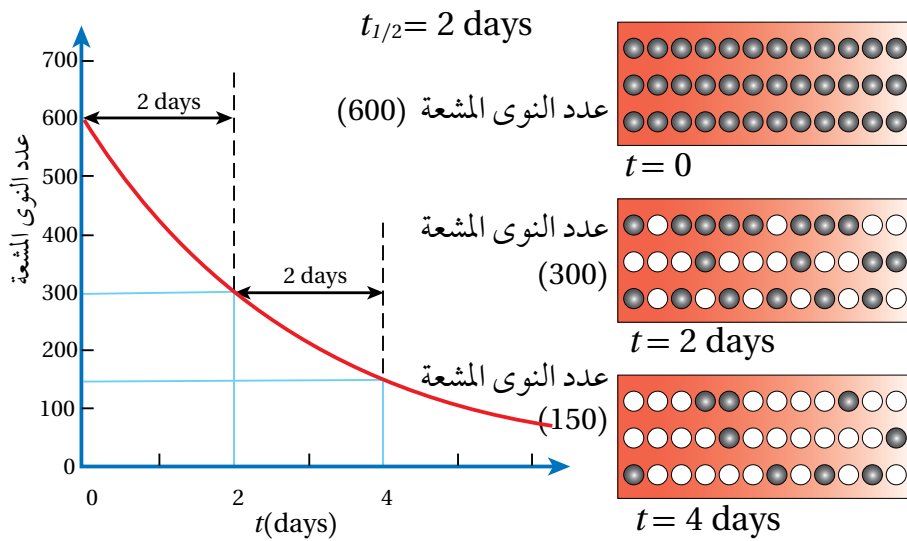 t1/2 = 2 days
700
600
500
400
300
200
100
0
عدد النوى المشعة
2 days
2 days
0
2
4
t(days)
عدد النوى المشعة (600)
t = 0
عدد النوى المشعة
(300)
t = 2 days
عدد النوى المشعة
(150)
t = 4 days